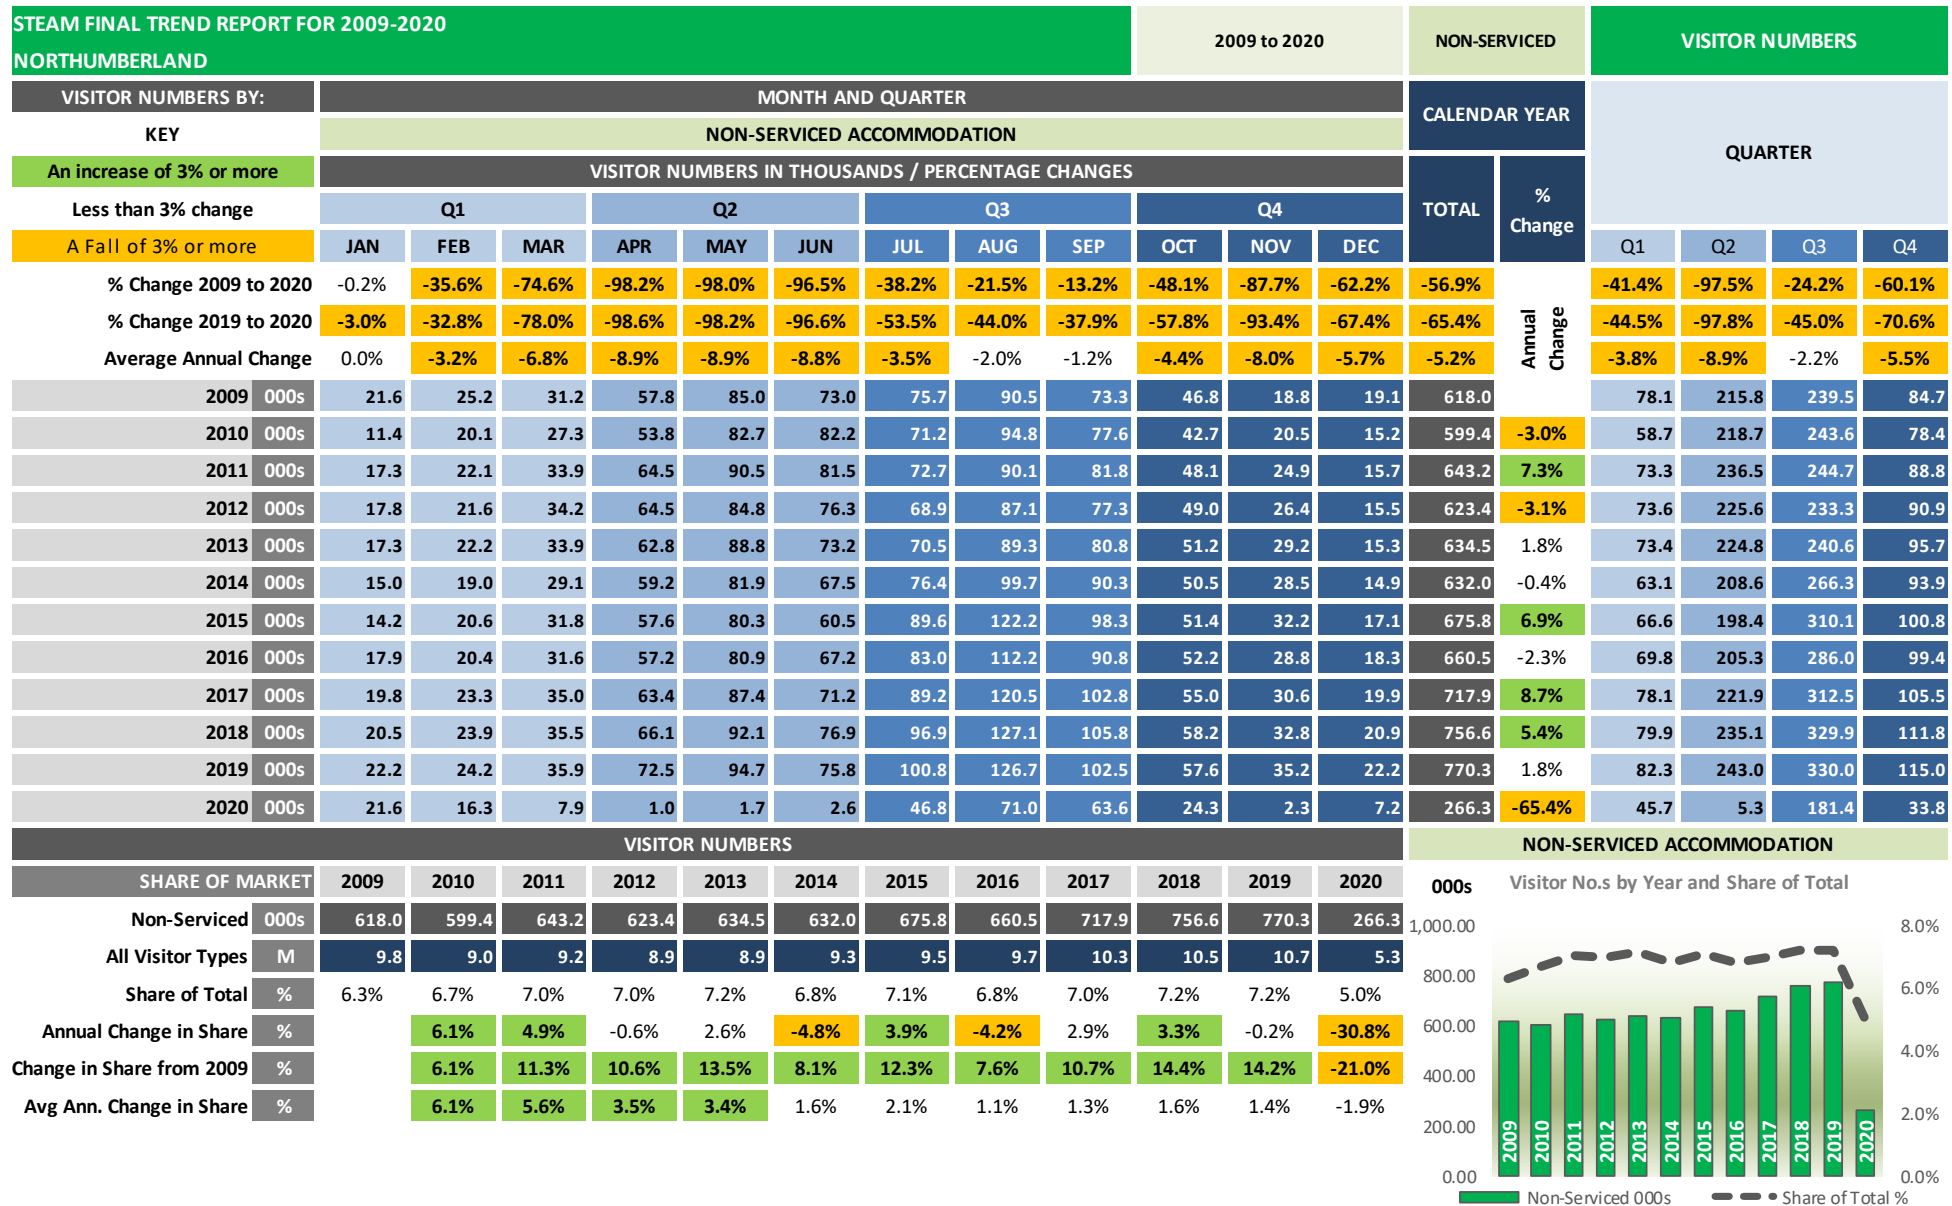 STEAM FINAL TREND REPORT FOR 2009-2020
NORTHUMBERLAND
2009 to 2020
NON-SERVICED
VISITOR NUMBERS
VISITOR NUMBERS BY:
MONTH AND QUARTER
CALENDAR YEAR
QUARTER
KEY
NON-SERVICED ACCOMMODATION
An increase of 3% or more
VISITOR NUMBERS IN THOUSANDS / PERCENTAGE CHANGES
TOTAL
% Change
Less than 3% change
Q1 Q2 Q3 Q4
A Fall of 3% or more
JAN FEB MAR APR MAY JUN JUL AUG SEP OCT NOV DEC Q1 Q2 Q3 Q4
% Change 2009 to 2020 -0.2% -35.6% -74.6% -98.2% -98.0% -96.5% -38.2% -21.5% -13.2% -48.1% -87.7% -62.2% -56.9% -41.4% -97.5% -24.2% -60.1%
% Change 2019 to 2020 -3.0% -32.8% -78.0% -98.6% -98.2% -96.6% -53.5% -44.0% -37.9% -57.8% -93.4% -67.4% -65.4% -44.5% -97.8% -45.0% -70.6%
Average Annual Change 0.0% -3.2% -6.8% -8.9% -8.9% -8.8% -3.5% -2.0% -1.2% -4.4% -8.0% -5.7% -5.2% -3.8% -8.9% -2.2% -5.5%
Annual Change
2009 000s 21.6 25.2 31.2 57.8 85.0 73.0 75.7 90.5 73.3 46.8 18.8 19.1 618.0 78.1 215.8 239.5 84.7
2010 000s 11.4 20.1 27.3 53.8 82.7 82.2 71.2 94.8 77.6 42.7 20.5 15.2 599.4 -3.0% 58.7 218.7 243.6 78.4
2011 000s 17.3 22.1 33.9 64.5 90.5 81.5 72.7 90.1 81.8 48.1 24.9 15.7 643.2 7.3% 73.3 236.5 244.7 88.8
2012 000s 17.8 21.6 34.2 64.5 84.8 76.3 68.9 87.1 77.3 49.0 26.4 15.5 623.4 -3.1% 73.6 225.6 233.3 90.9
2013 000s 17.3 22.2 33.9 62.8 88.8 73.2 70.5 89.3 80.8 51.2 29.2 15.3 634.5 1.8% 73.4 224.8 240.6 95.7
2014 000s 15.0 19.0 29.1 59.2 81.9 67.5 76.4 99.7 90.3 50.5 28.5 14.9 632.0 -0.4% 63.1 208.6 266.3 93.9
2015 000s 14.2 20.6 31.8 57.6 80.3 60.5 89.6 122.2 98.3 51.4 32.2 17.1 675.8 6.9% 66.6 198.4 310.1 100.8
2016 000s 17.9 20.4 31.6 57.2 80.9 67.2 83.0 112.2 90.8 52.2 28.8 18.3 660.5 -2.3% 69.8 205.3 286.0 99.4
2017 000s 19.8 23.3 35.0 63.4 87.4 71.2 89.2 120.5 102.8 55.0 30.6 19.9 717.9 8.7% 78.1 221.9 312.5 105.5
2018 000s 20.5 23.9 35.5 66.1 92.1 76.9 96.9 127.1 105.8 58.2 32.8 20.9 756.6 5.4% 79.9 235.1 329.9 111.8
2019 000s 22.2 24.2 35.9 72.5 94.7 75.8 100.8 126.7 102.5 57.6 35.2 22.2 770.3 1.8% 82.3 243.0 330.0 115.0
2020 000s 21.6 16.3 7.9 1.0 1.7 2.6 46.8 71.0 63.6 24.3 2.3 7.2 266.3 -65.4% 45.7 5.3 181.4 33.8
VISITOR NUMBERS
NON-SERVICED ACCOMMODATION
SHARE OF MARKET 2009 2010 2011 2012 2013 2014 2015 2016 2017 2018 2019 2020
Non-Serviced 000s 618.0 599.4 643.2 623.4 634.5 632.0 675.8 660.5 717.9 756.6 770.3 266.3
All Visitor Types M 9.8 9.0 9.2 8.9 8.9 9.3 9.5 9.7 10.3 10.5 10.7 5.3
Share of Total % 6.3% 6.7% 7.0% 7.0% 7.2% 6.8% 7.1% 6.8% 7.0% 7.2% 7.2% 5.0%
Annual Change in Share % 6.1% 4.9% -0.6% 2.6% -4.8% 3.9% -4.2% 2.9% 3.3% -0.2% -30.8%
Change in Share from 2009 % 6.1% 11.3% 10.6% 13.5% 8.1% 12.3% 7.6% 10.7% 14.4% 14.2% -21.0%
Avg Ann. Change in Share % 6.1% 5.6% 3.5% 3.4% 1.6% 2.1% 1.1% 1.3% 1.6% 1.4% -1.9%
000s Visitor No.s by Year and Share of Total
1,000.00 8.0%
800.00
6.0%
600.00
4.0%
400.00
2.0%
200.00
0.00 0.0%
2009 2010 2011 2012 2013 2014 2015 2016 2017 2018 2019 2020
Non-Serviced 000s Share of Total %